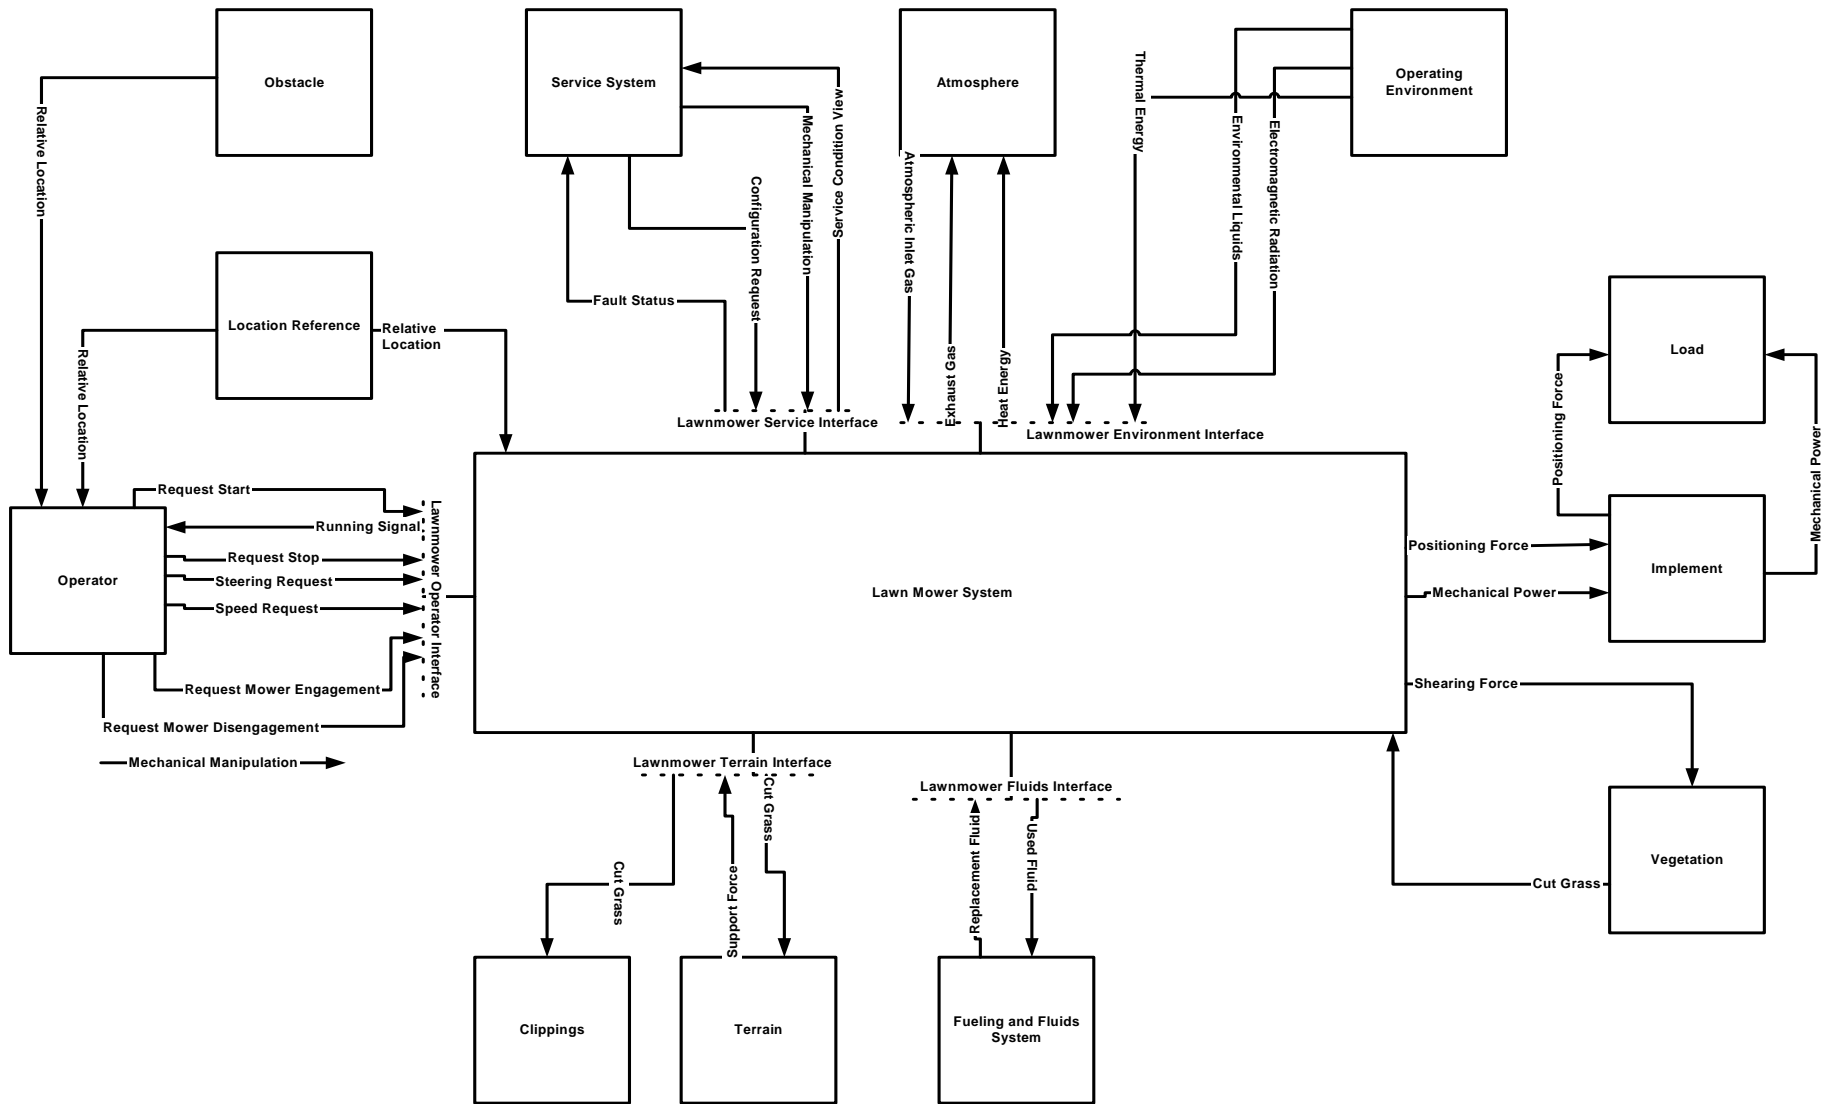 Obstacle
Service System
Atmosphere
Operating
Environment
Relative Location
Mechanical Manipulation
Service Condition View
Thermal Energy
Environmental Liquids
Electromagnetic Radiation
Atmospheric Inlet Gas
Configuration Request
Fault Status
Location Reference
Relative
Location
Relative Location
Exhaust Gas
Heat Energy
Lawnmower Service Interface
Lawnmower Environment Interface
Load
Positioning Force
Mechanical Power
Request Start
Running Signal
Request Stop
Steering Request
Speed Request
Operator
Lawnmower Operator Interface
Lawn Mower System
Positioning Force
Mechanical Power
Implement
Request Mower Engagement
Request Mower Disengagement
Mechanical Manipulation
Shearing Force
Lawnmower Terrain Interface
Lawnmower Fluids Interface
Cut Grass
Support Force
Cut Grass
Replacement Fluid
Used Fluid
Cut Grass
Vegetation
Clippings
Terrain
Fueling and Fluids
System